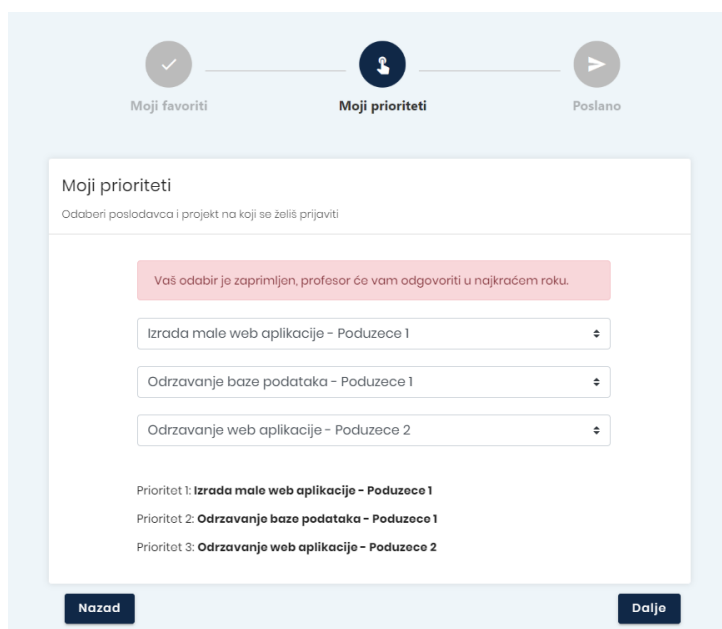 Moji favoriti
Moji prioriteti
Poslano
Moji prioriteti
Odaberi poslodavca i projekt na koji se želiš prijaviti
Vaš odabir je zaprimljen, profesor će vam odgovoriti u najkraćem roku.
Izrada male web aplikacije - Poduzece 1
Odrzavanje baze podataka - Poduzece 1
Odrzavanje web aplikacije - Poduzece 2
Prioritet 1: Izrada male web aplikacije - Poduzece 1
Prioritet 2: Odrzavanje baze podataka - Poduzece 1
Prioritet 3: Odrzavanje web aplikacije - Poduzece 2
Nazad
Dalje